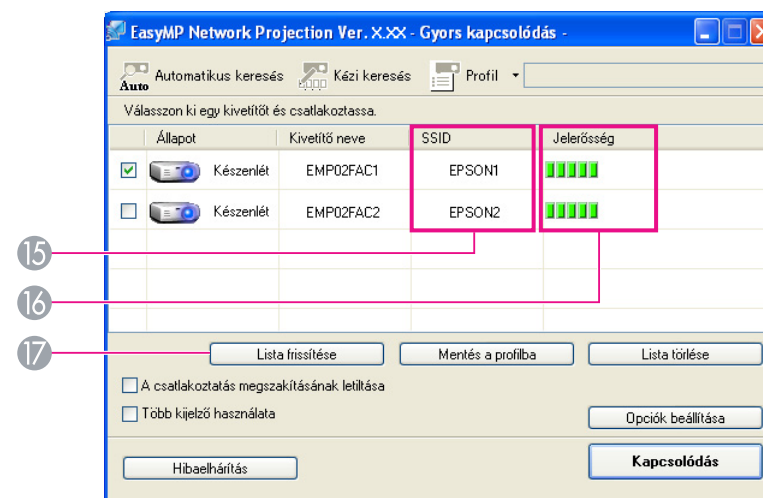 EasyMP Network Projection Ver. X.XX - Gyors kapcsolódás -
Auto Automatikus keresés Kézi keresés Profil
Válasszon ki egy kivetítőt és csatlakoztassa.
Állapot Kivetítő neve SSID Jelerősség
Készenlét EMP02FAC1 EPSON1
Készenlét EMP02FAC2 EPSON2
15
16
17
Lista frissítése Mentés a profilba Lista törlése
A csatlakoztatás megszakításának letiltása
Több kijelző használata
Opciók beállítása
Hibaelhárítás Kapcsolódás